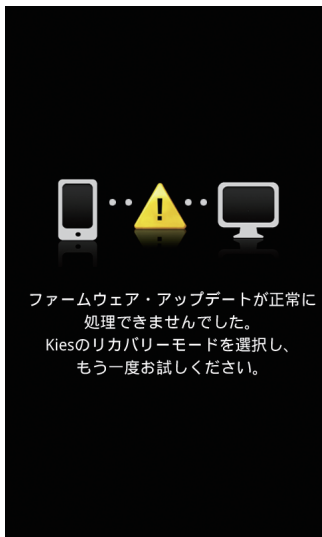 ファームウェア・アップデートが正常に
処理できませんでした。
Kiesのリカバリーモードを選択し、
もう一度お試しください。